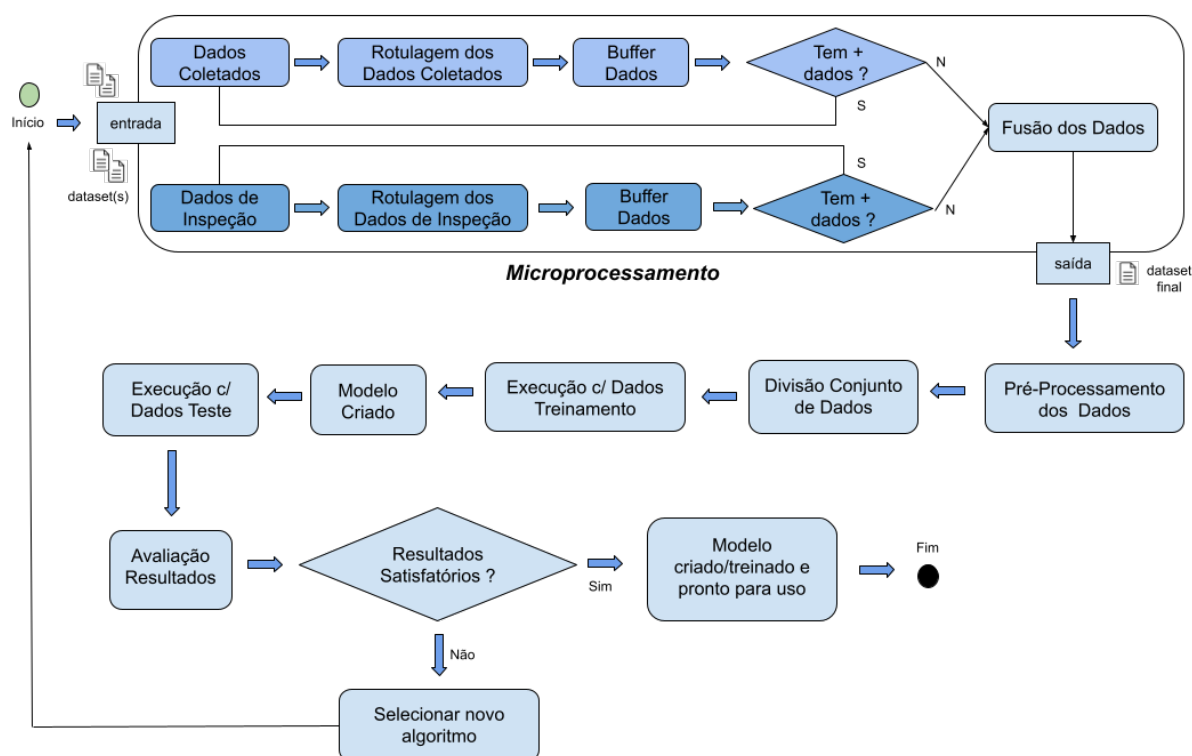 Dados
Coletados
Rotulagem dos
Dados Coletados
Buffer
Dados
Tem +
dados ?
N
S
Início
entrada
dataset(s)
Fusão dos Dados
S
Dados de
Inspeção
Rotulagem dos
Dados de Inspeção
Buffer
Dados
Tem +
dados ?
N
Microprocessamento
saída
dataset
final
Execução c/
Dados Teste
Modelo
Criado
Execução c/ Dados
Treinamento
Divisão Conjunto
de Dados
Pré-Processamento
dos Dados
Avaliação
Resultados
Resultados
Satisfatórios ?
Sim
Modelo
criado/treinado e
pronto para uso
Fim
Não
Selecionar novo
algoritmo